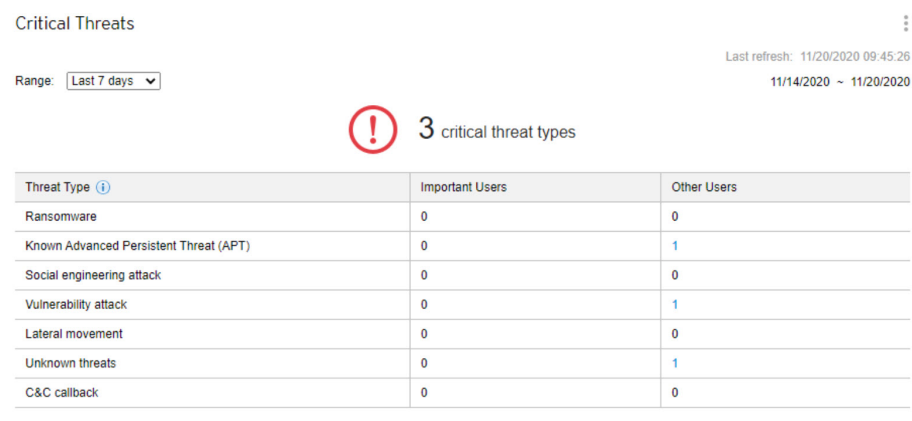 Critical Threats
Last refresh: 11/20/2020 09:45:26
Range: Last 7 days
11/14/2020 ~ 11/20/2020
3 critical threat types
Threat Type Important Users Other Users
Ransomware 0 0
Known Advanced Persistent Threat (APT) 0 1
Social engineering attack 0 0
Vulnerability attack 0 1
Lateral movement 0 0
Unknown threats 0 1
C&C callback 0 0